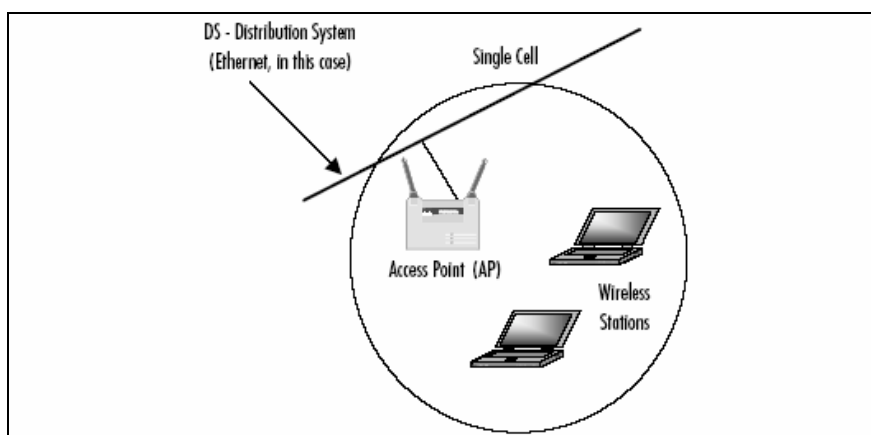 DS - Distribution System
(Ethernet, in this case)
Single Cell
Access Point (AP)
Wireless
Stations